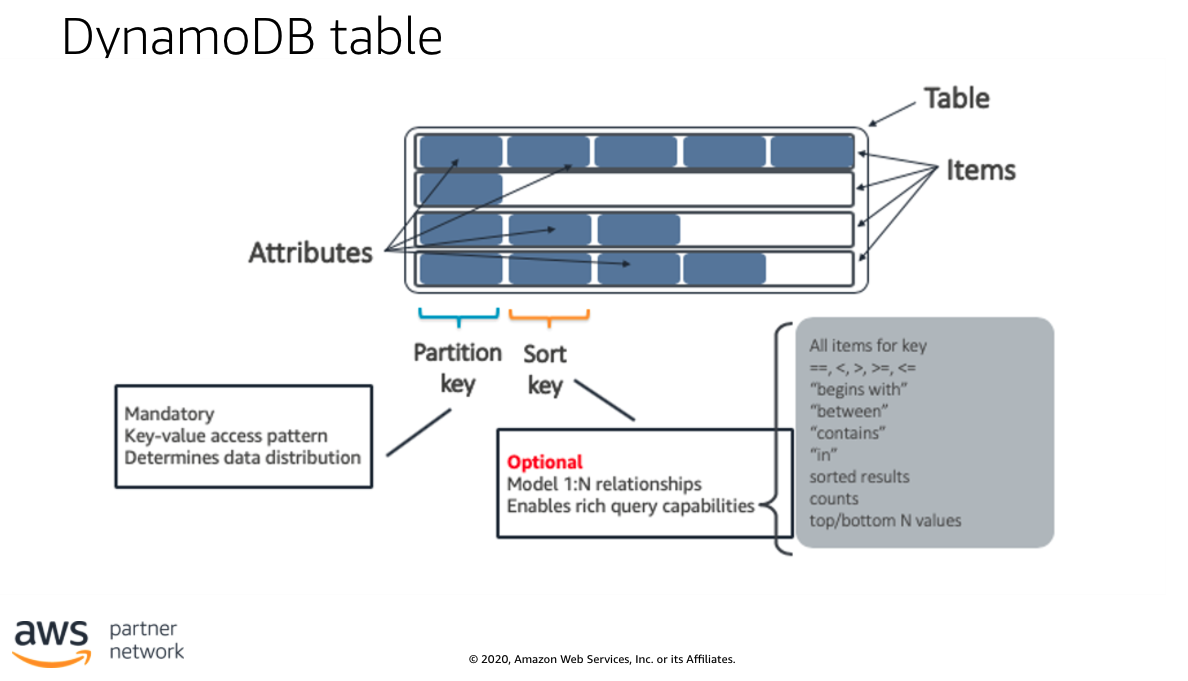 DynamoDB table
Table
Items
Attributes
Partition
key
Sort
key
Mandatory
Key-value access pattern
Determines data distribution
Optional
Model 1:N relationships
Enables rich query capabilities
All items for key
==, <, >, >=, <=
“begins with”
“between”
“contains”
“in”
sorted results
counts
top/bottom N values
aws
partner
network
© 2020, Amazon Web Services, Inc. or its Affiliates.